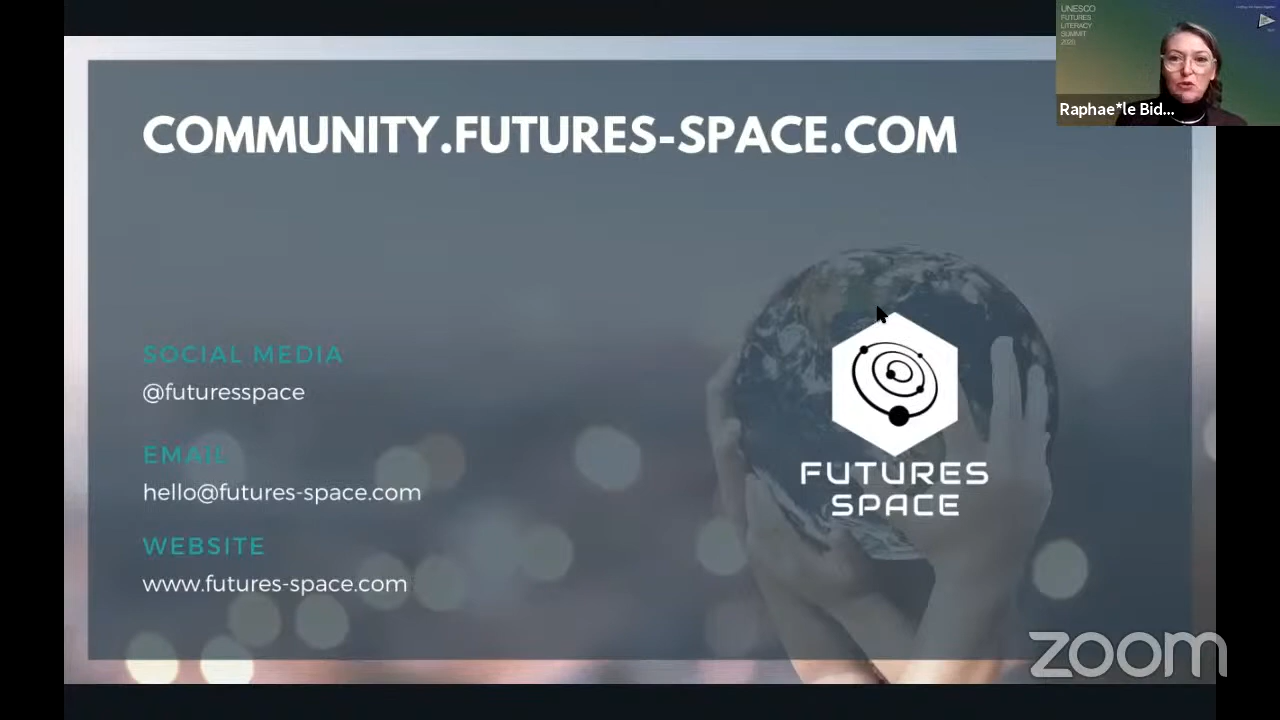 COMMUNITY.FUTURES-SPACE.COM
SOCIAL MEDIA
@futuresspace
EMAIL
hello@futures-space.com
WEBSITE
www.futures-space.com
FUTURES
SPACE
UNESCO
FUTURES
LITERACY
SUMMIT
2020
Raphae*le Bid...
zoom